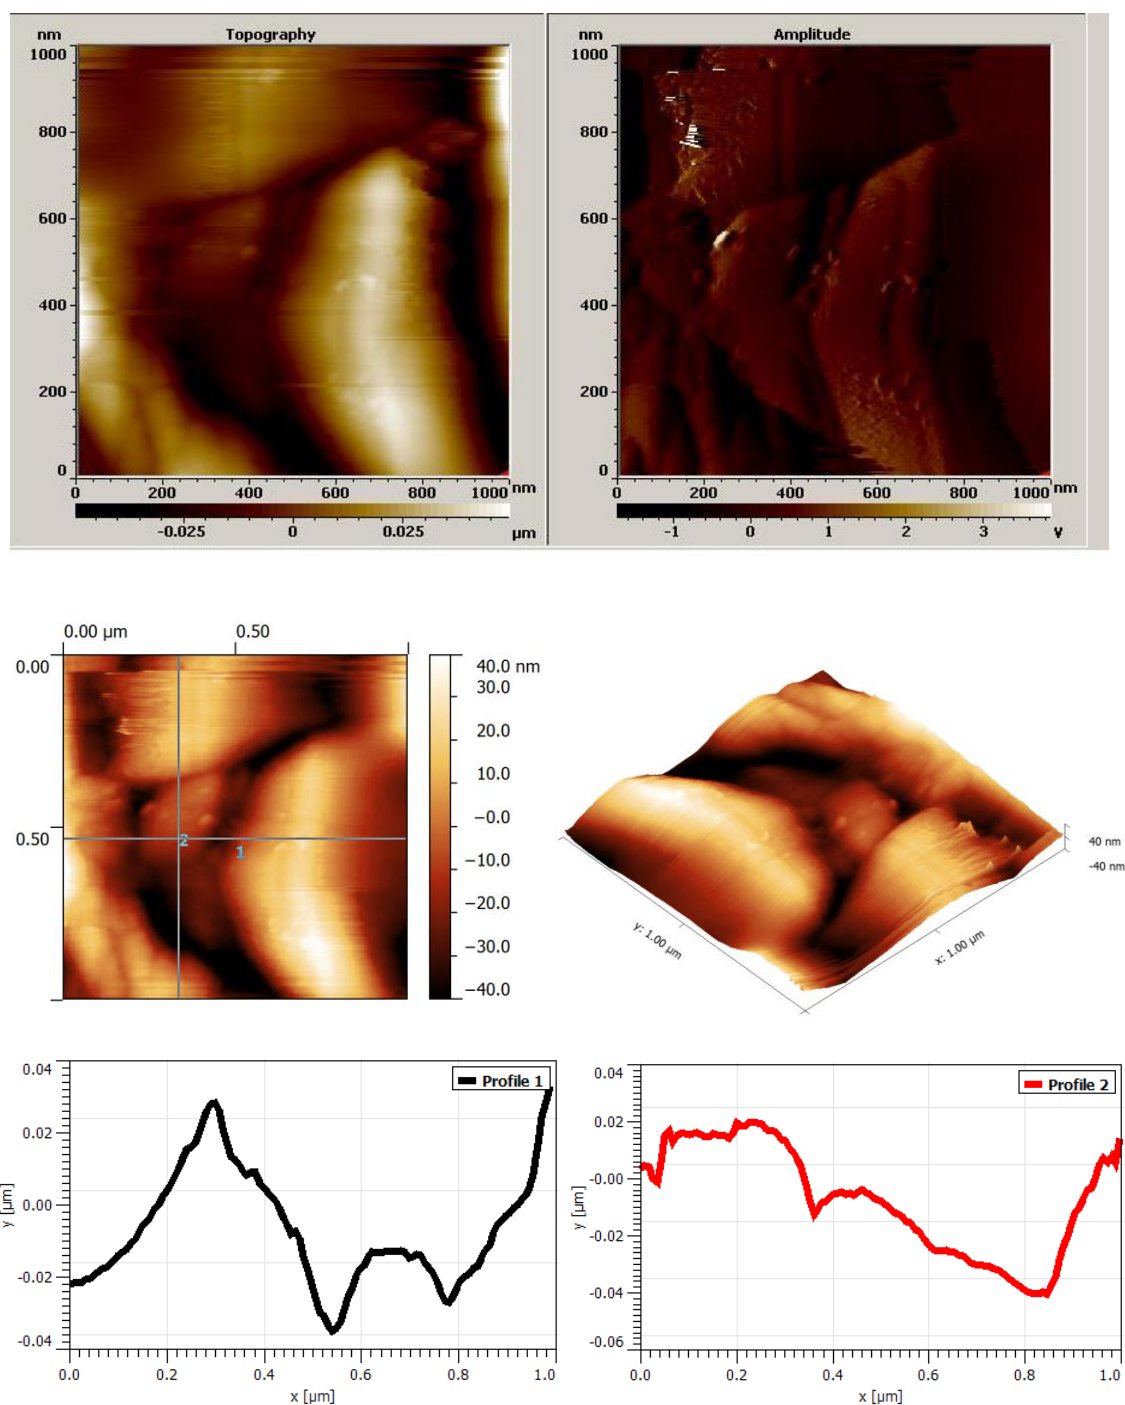 Topography
nm
1000
800
600
400
200
0
0 200 400 600 800 1000 nm
-0.025 0 0.025 µm
Amplitude
nm
1000
800
600
400
200
0
0 200 400 600 800 1000 nm
-1 0 1 2 3 V
0.00 µm 0.50
0.00
0.50
2
1
40.0 nm
30.0
20.0
10.0
−0.0
−10.0
−20.0
−30.0
−40.0
40 nm
-40 nm
y: 1.00 µm
x: 1.00 µm
Profile 1
0.04
0.02
0.00
-0.02
-0.04
y [µm]
0.0 0.2 0.4 0.6 0.8 1.0
x [µm]
Profile 2
0.04
0.02
-0.00
-0.02
-0.04
-0.06
y [µm]
0.0 0.2 0.4 0.6 0.8 1.0
x [µm]